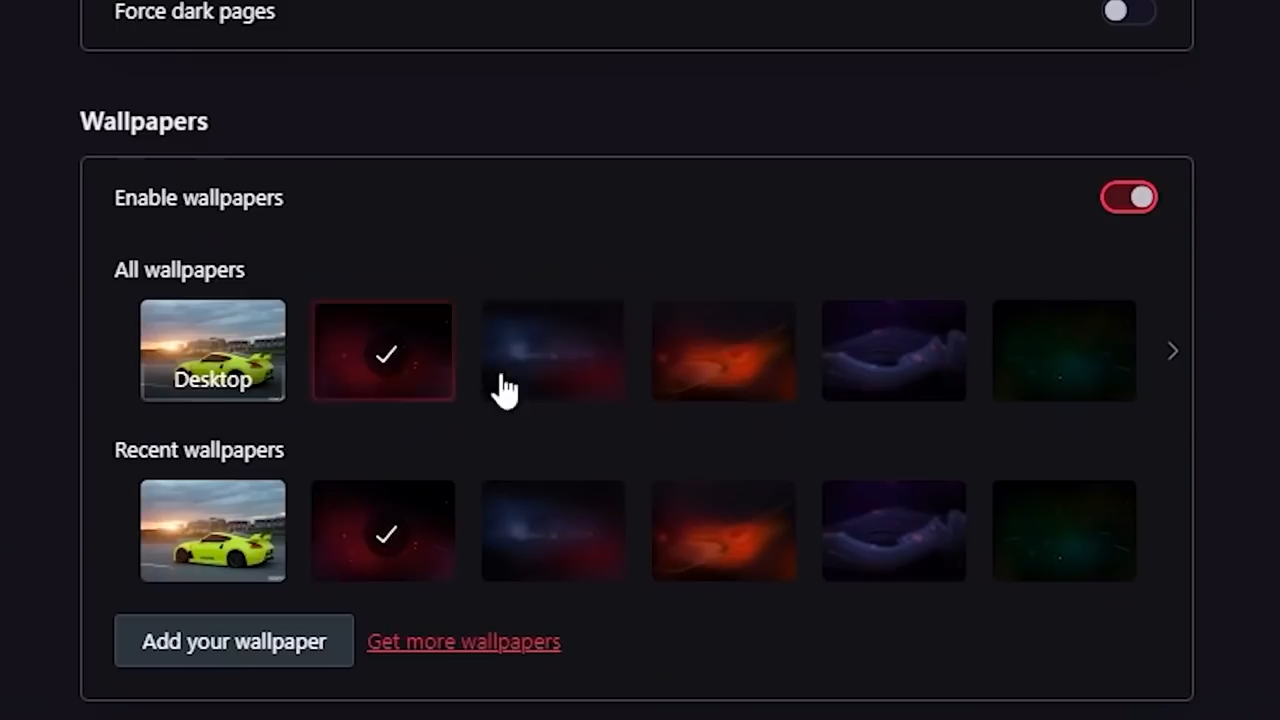 Force dark pages
Wallpapers
Enable wallpapers
All wallpapers
Desktop
Recent wallpapers
Add your wallpaper
Get more wallpapers